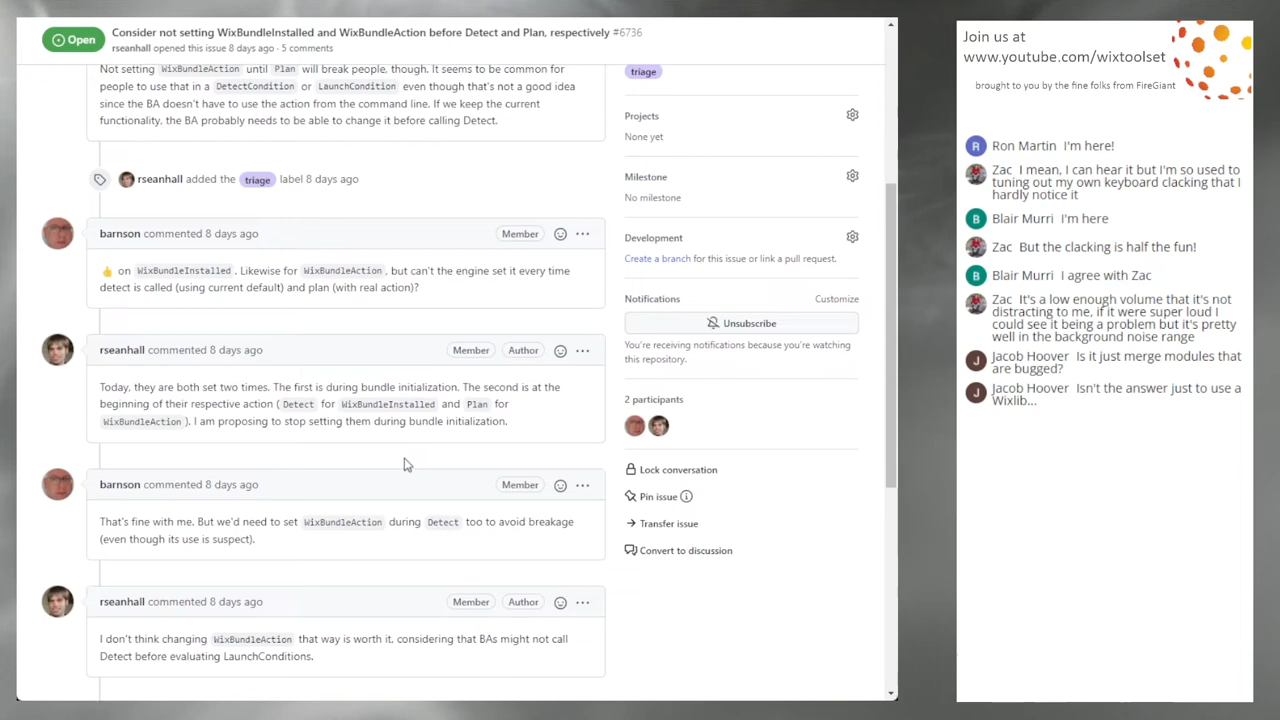 Open
Consider not setting WixBundleInstalled and WixBundleAction before Detect and Plan, respectively #6736
rseanhall opened this issue 8 days ago · 5 comments
Not setting WixBundleAction until Plan will break people, though. It seems to be common for
people to use that in a DetectCondition or LaunchCondition even though that's not a good idea
since the BA doesn't have to use the action from the command line. If we keep the current
functionality, the BA probably needs to be able to change it before calling Detect.
rseanhall added the triage label 8 days ago
barnson commented 8 days ago
Member
👍 on WixBundleInstalled. Likewise for WixBundleAction, but can't the engine set it every time
detect is called (using current default) and plan (with real action)?
rseanhall commented 8 days ago
Member
Author
Today, they are both set two times. The first is during bundle initialization. The second is at the
beginning of their respective action (Detect for WixBundleInstalled and Plan for
WixBundleAction). I am proposing to stop setting them during bundle initialization.
barnson commented 8 days ago
Member
That's fine with me. But we'd need to set WixBundleAction during Detect too to avoid breakage
(even though its use is suspect).
rseanhall commented 8 days ago
Member
Author
I don't think changing WixBundleAction that way is worth it, considering that BAs might not call
Detect before evaluating LaunchConditions.
triage
Projects
None yet
Milestone
No milestone
Development
Create a branch for this issue or link a pull request.
Notifications
Customize
Unsubscribe
You're receiving notifications because you're watching
this repository.
2 participants
Lock conversation
Pin issue
Transfer issue
Convert to discussion
Join us at
www.youtube.com/wixtoolset
brought to you by the fine folks from FireGiant
R
Ron Martin I'm here!
Zac I mean, I can hear it but I'm so used to
tuning out my own keyboard clacking that I
hardly notice it
B
Blair Murri I'm here
Zac But the clacking is half the fun!
B
Blair Murri I agree with Zac
Zac It's a low enough volume that it's not
distracting to me, if it were super loud I
could see it being a problem but it's pretty
well in the background noise range
J
Jacob Hoover Is it just merge modules that
are bugged?
J
Jacob Hoover Isn't the answer just to use a
Wixlib...